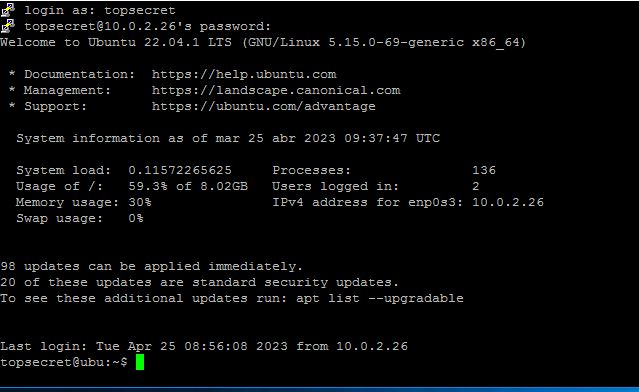 login as: topsecret
topsecret@10.0.2.26's password:
Welcome to Ubuntu 22.04.1 LTS (GNU/Linux 5.15.0-69-generic x86_64)
* Documentation:  https://help.ubuntu.com
* Management:     https://landscape.canonical.com
* Support:        https://ubuntu.com/advantage
System information as of mar 25 abr 2023 09:37:47 UTC
System load:  0.11572265625     Processes:               136
Usage of /:   59.3% of 8.02GB   Users logged in:         2
Memory usage: 30%               IPv4 address for enp0s3: 10.0.2.26
Swap usage:   0%
98 updates can be applied immediately.
20 of these updates are standard security updates.
To see these additional updates run: apt list --upgradable
Last login: Tue Apr 25 08:56:08 2023 from 10.0.2.26
topsecret@ubu:~$